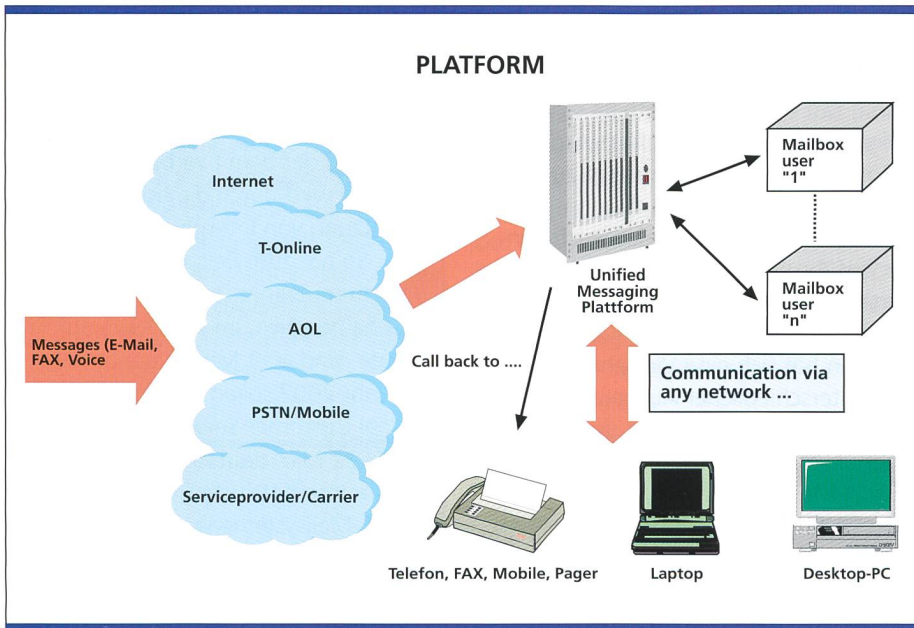 PLATFORM
Internet
T-Online
AOL
PSTN/Mobile
Serviceprovider/Carrier
Messages (E-Mail,
FAX, Voice
Unified
Messaging
Plattform
Mailbox
user
"1"
Mailbox
user
"n"
Call back to ....
Communication via
any network ...
Telefon, FAX, Mobile, Pager
Laptop
Desktop-PC